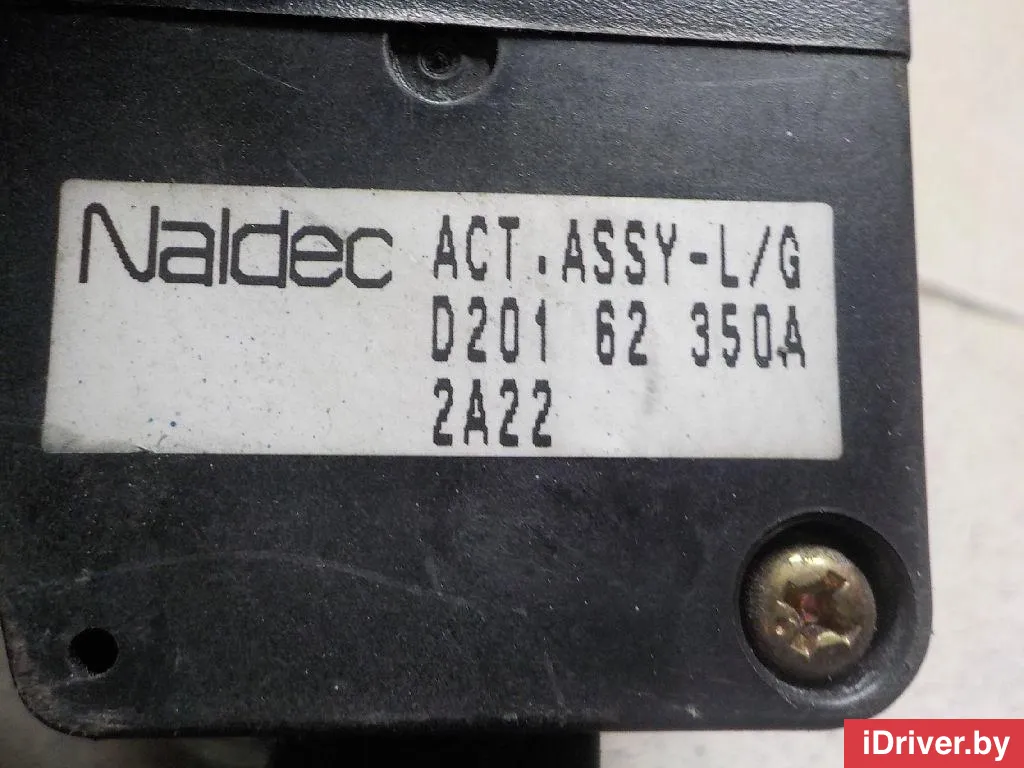 Naldec ACT.ASSY-L/G
D201 62 350A
2A22
iDriver.by